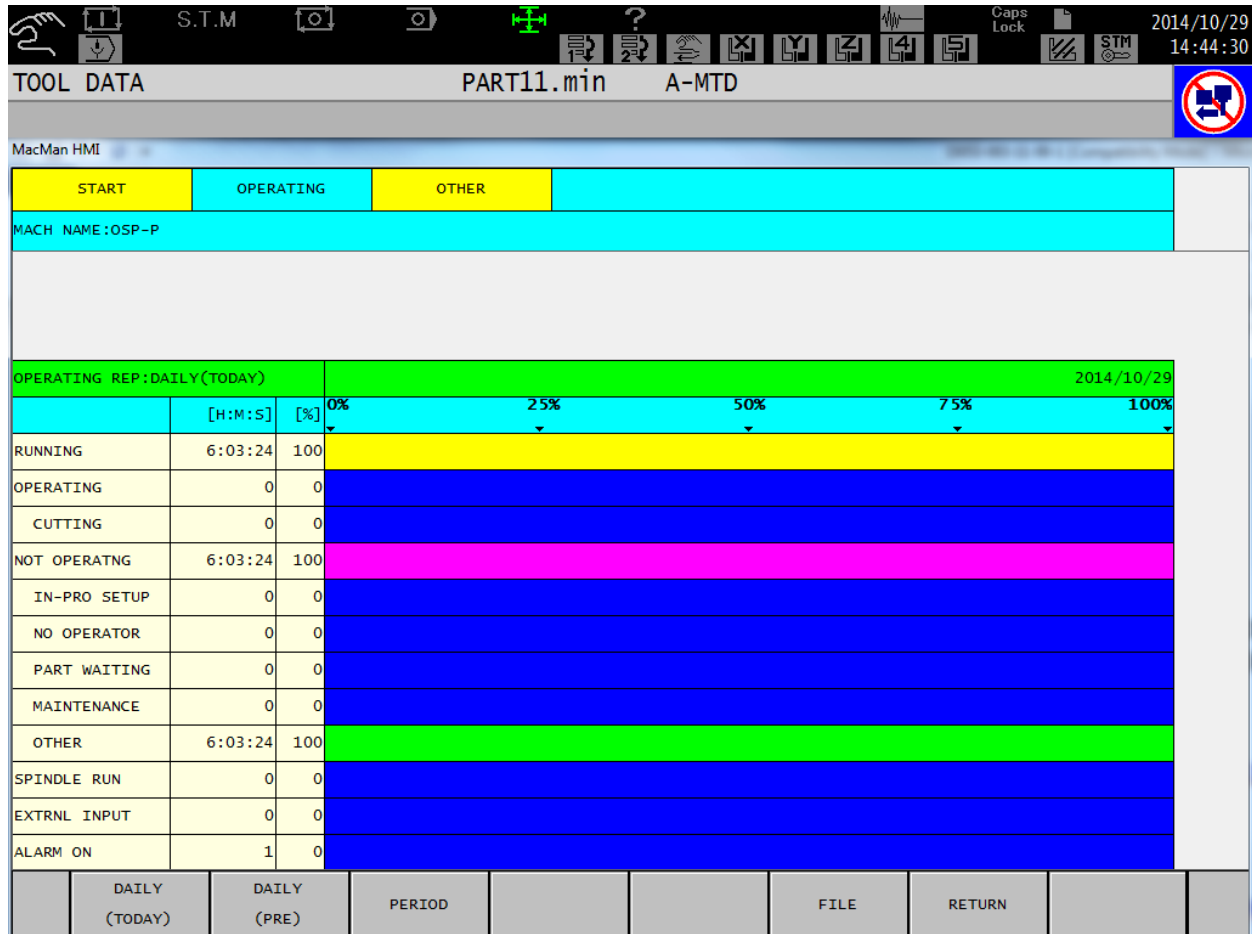 S.T.M ? Caps Lock 2014/10/29
1 2 X Y Z 4 5 STM 14:44:30
TOOL DATA PART11.min A-MTD
MacMan HMI
START OPERATING OTHER
MACH NAME:OSP-P
OPERATING REP:DAILY(TODAY) 2014/10/29
[H:M:S] [%] 0% 25% 50% 75% 100%
RUNNING 6:03:24 100
OPERATING 0 0
CUTTING 0 0
NOT OPERATNG 6:03:24 100
IN-PRO SETUP 0 0
NO OPERATOR 0 0
PART WAITING 0 0
MAINTENANCE 0 0
OTHER 6:03:24 100
SPINDLE RUN 0 0
EXTRNL INPUT 0 0
ALARM ON 1 0
DAILY (TODAY) DAILY (PRE) PERIOD FILE RETURN